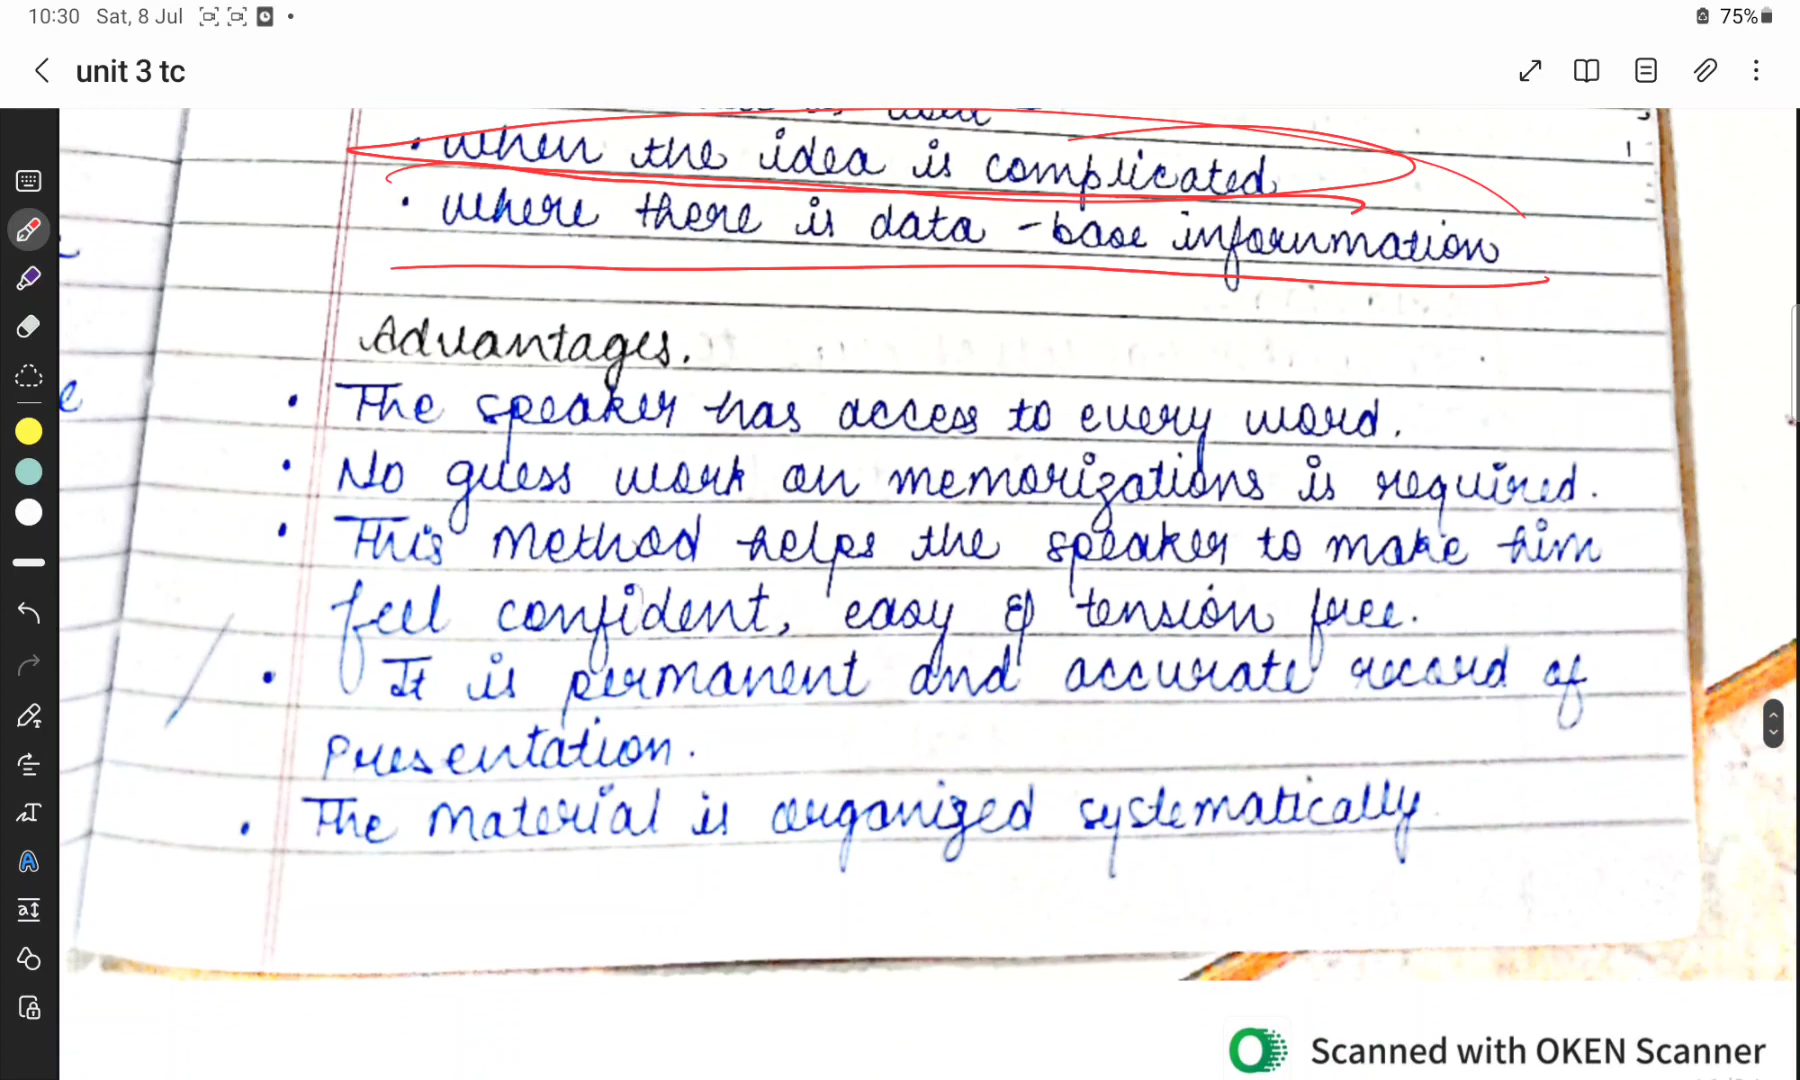 10:30 Sat, 8 Jul
75%
unit 3 tc
used
• when the idea is complicated
• where there is data - base information
Advantages.
• The speaker has access to every word.
• No guess work or memorizations is required.
• This method helps the speaker to make him
feel confident, easy & tension free.
• It is permanent and accurate record of
Presentation.
• The material is organized systematically
Scanned with OKEN Scanner